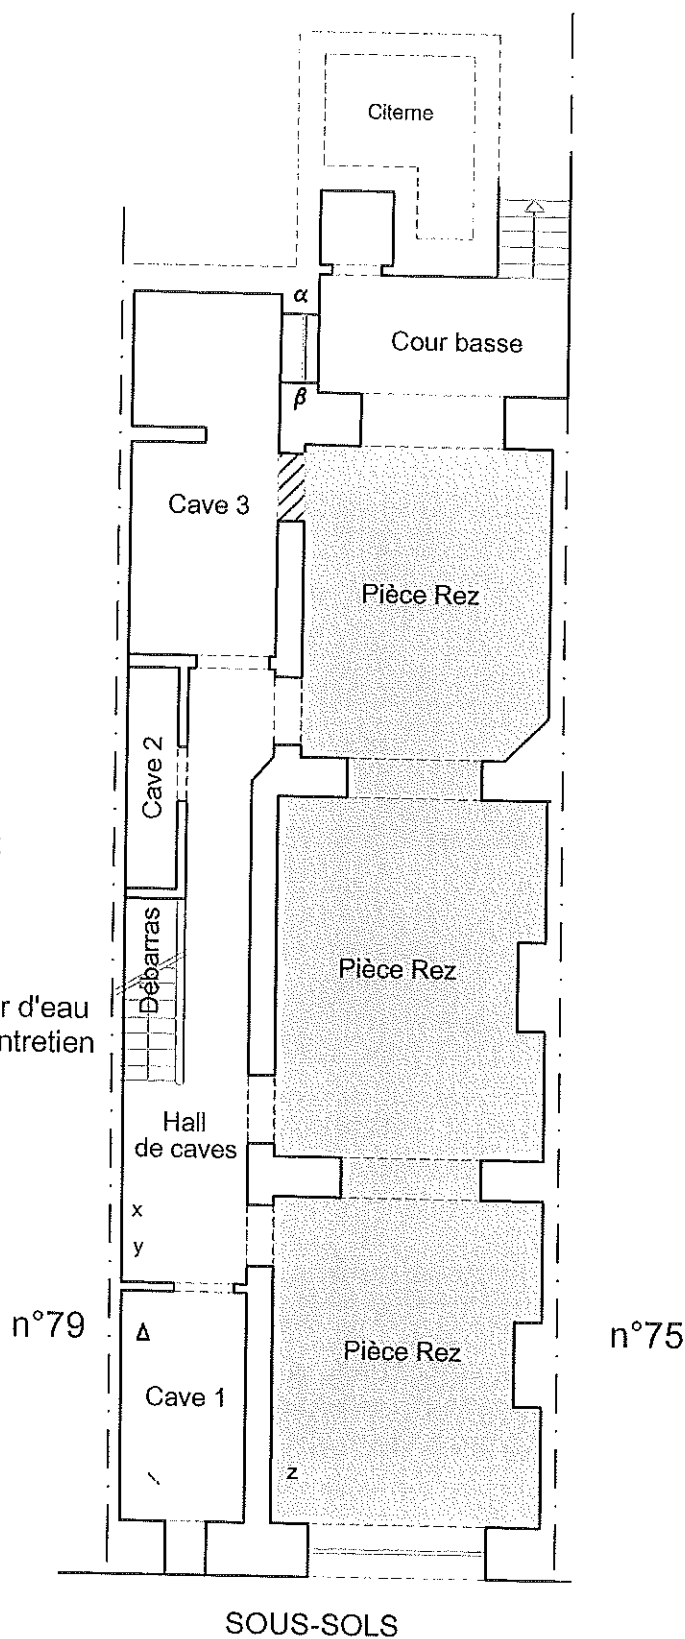 Citerne
α
Cour basse
β
Cave 3
Pièce Rez
Cave 2
Débarras
Pièce Rez
r d'eau
ntretien
Hall
de caves
x
y
n°79
Δ
Pièce Rez
n°75
Cave 1
z
SOUS-SOLS